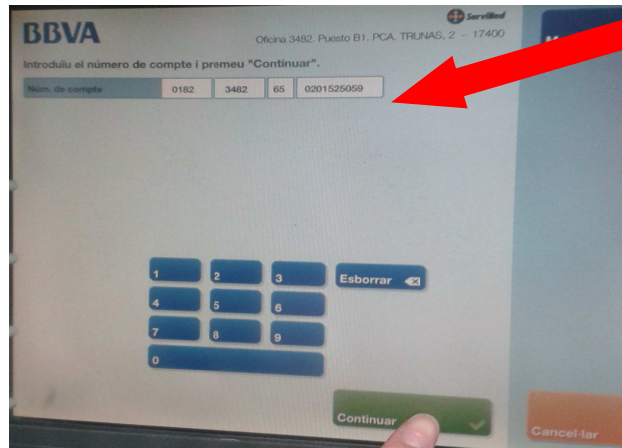 ServiRed
BBVA
Oficina 3482. Puesto B1. PCA. TRUNAS, 2 - 17400
Introduïu el número de compte i premeu "Continuar".
Núm. de compte 0182 3482 65 0201525059
1 2 3 Esborrar
4 5 6
7 8 9
0
Continuar
Cancel·lar